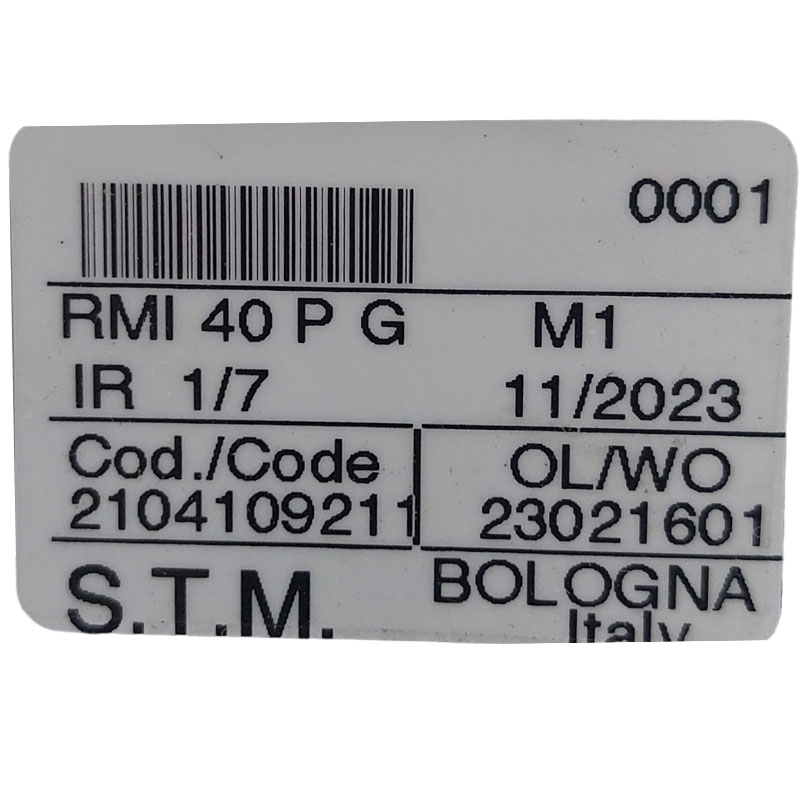 0001
RMI 40 P G M1
IR 1/7 11/2023
Cod./Code OL/WO
2104109211 23021601
S.T.M. BOLOGNA
Italy